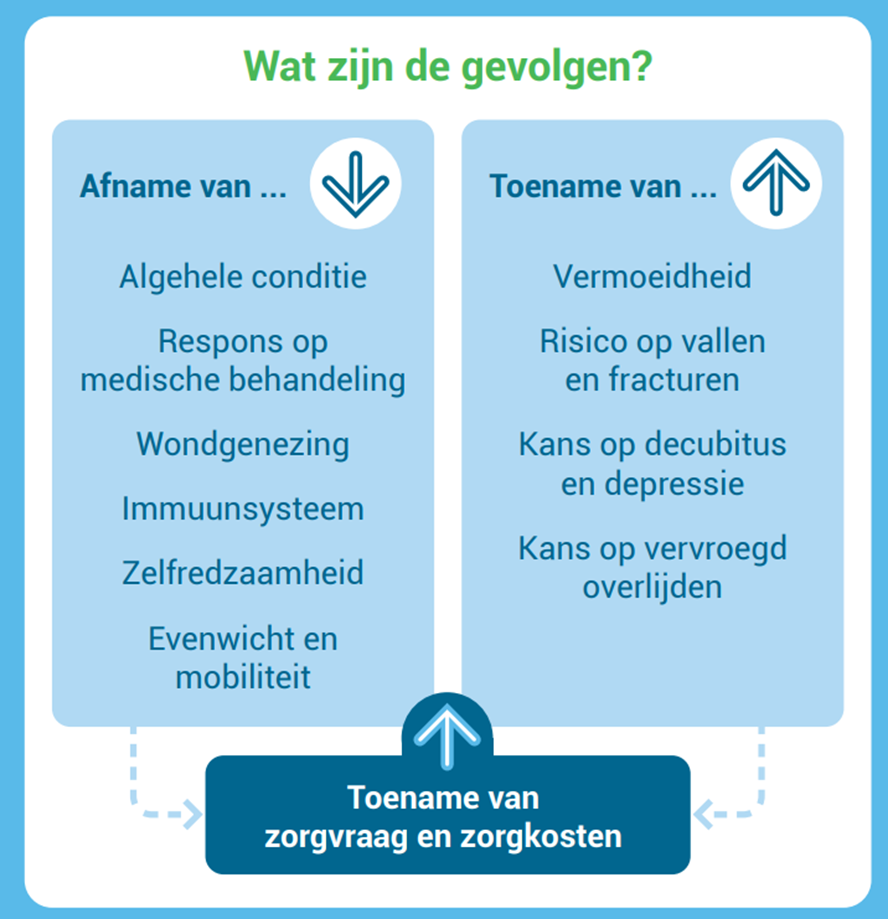 Wat zijn de gevolgen?
Afname van ...
Algehele conditie
Respons op
medische behandeling
Wondgenezing
Immuunsysteem
Zelfredzaamheid
Evenwicht en
mobiliteit
Toename van ...
Vermoeidheid
Risico op vallen
en fracturen
Kans op decubitus
en depressie
Kans op vervroegd
overlijden
Toename van
zorgvraag en zorgkosten